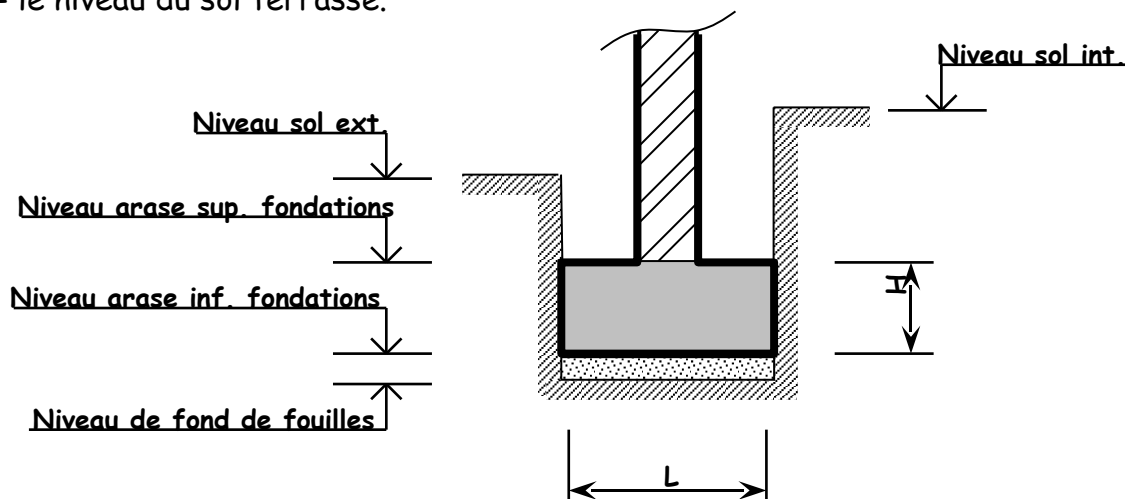 - le niveau du sol terrassé.
Niveau sol int.
Niveau sol ext.
Niveau arase sup. fondations
Niveau arase inf. fondations
H
Niveau de fond de fouilles
L